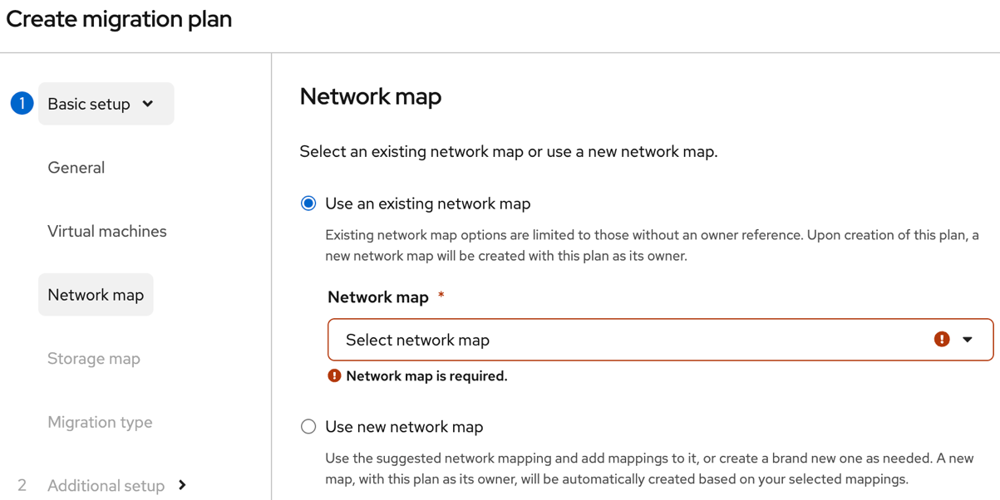 Create migration plan
1 Basic setup
General
Virtual machines
Network map
Storage map
Migration type
2 Additional setup
Network map
Select an existing network map or use a new network map.
Use an existing network map
Existing network map options are limited to those without an owner reference. Upon creation of this plan, a
new network map will be created with this plan as its owner.
Network map *
Select network map
Network map is required.
Use new network map
Use the suggested network mapping and add mappings to it, or create a brand new one as needed. A new
map, with this plan as its owner, will be automatically created based on your selected mappings.